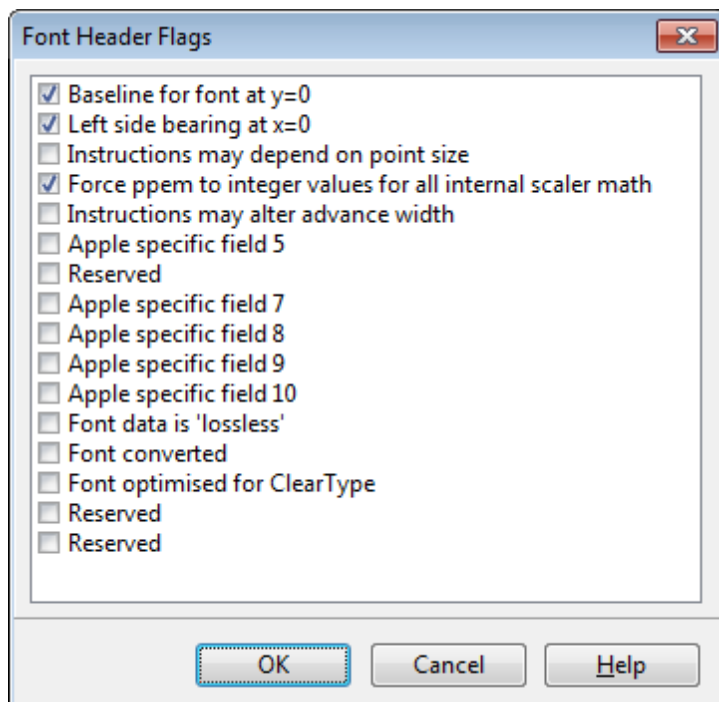 Font Header Flags
Baseline for font at y=0
Left side bearing at x=0
Instructions may depend on point size
Force ppem to integer values for all internal scaler math
Instructions may alter advance width
Apple specific field 5
Reserved
Apple specific field 7
Apple specific field 8
Apple specific field 9
Apple specific field 10
Font data is 'lossless'
Font converted
Font optimised for ClearType
Reserved
Reserved
OK Cancel Help